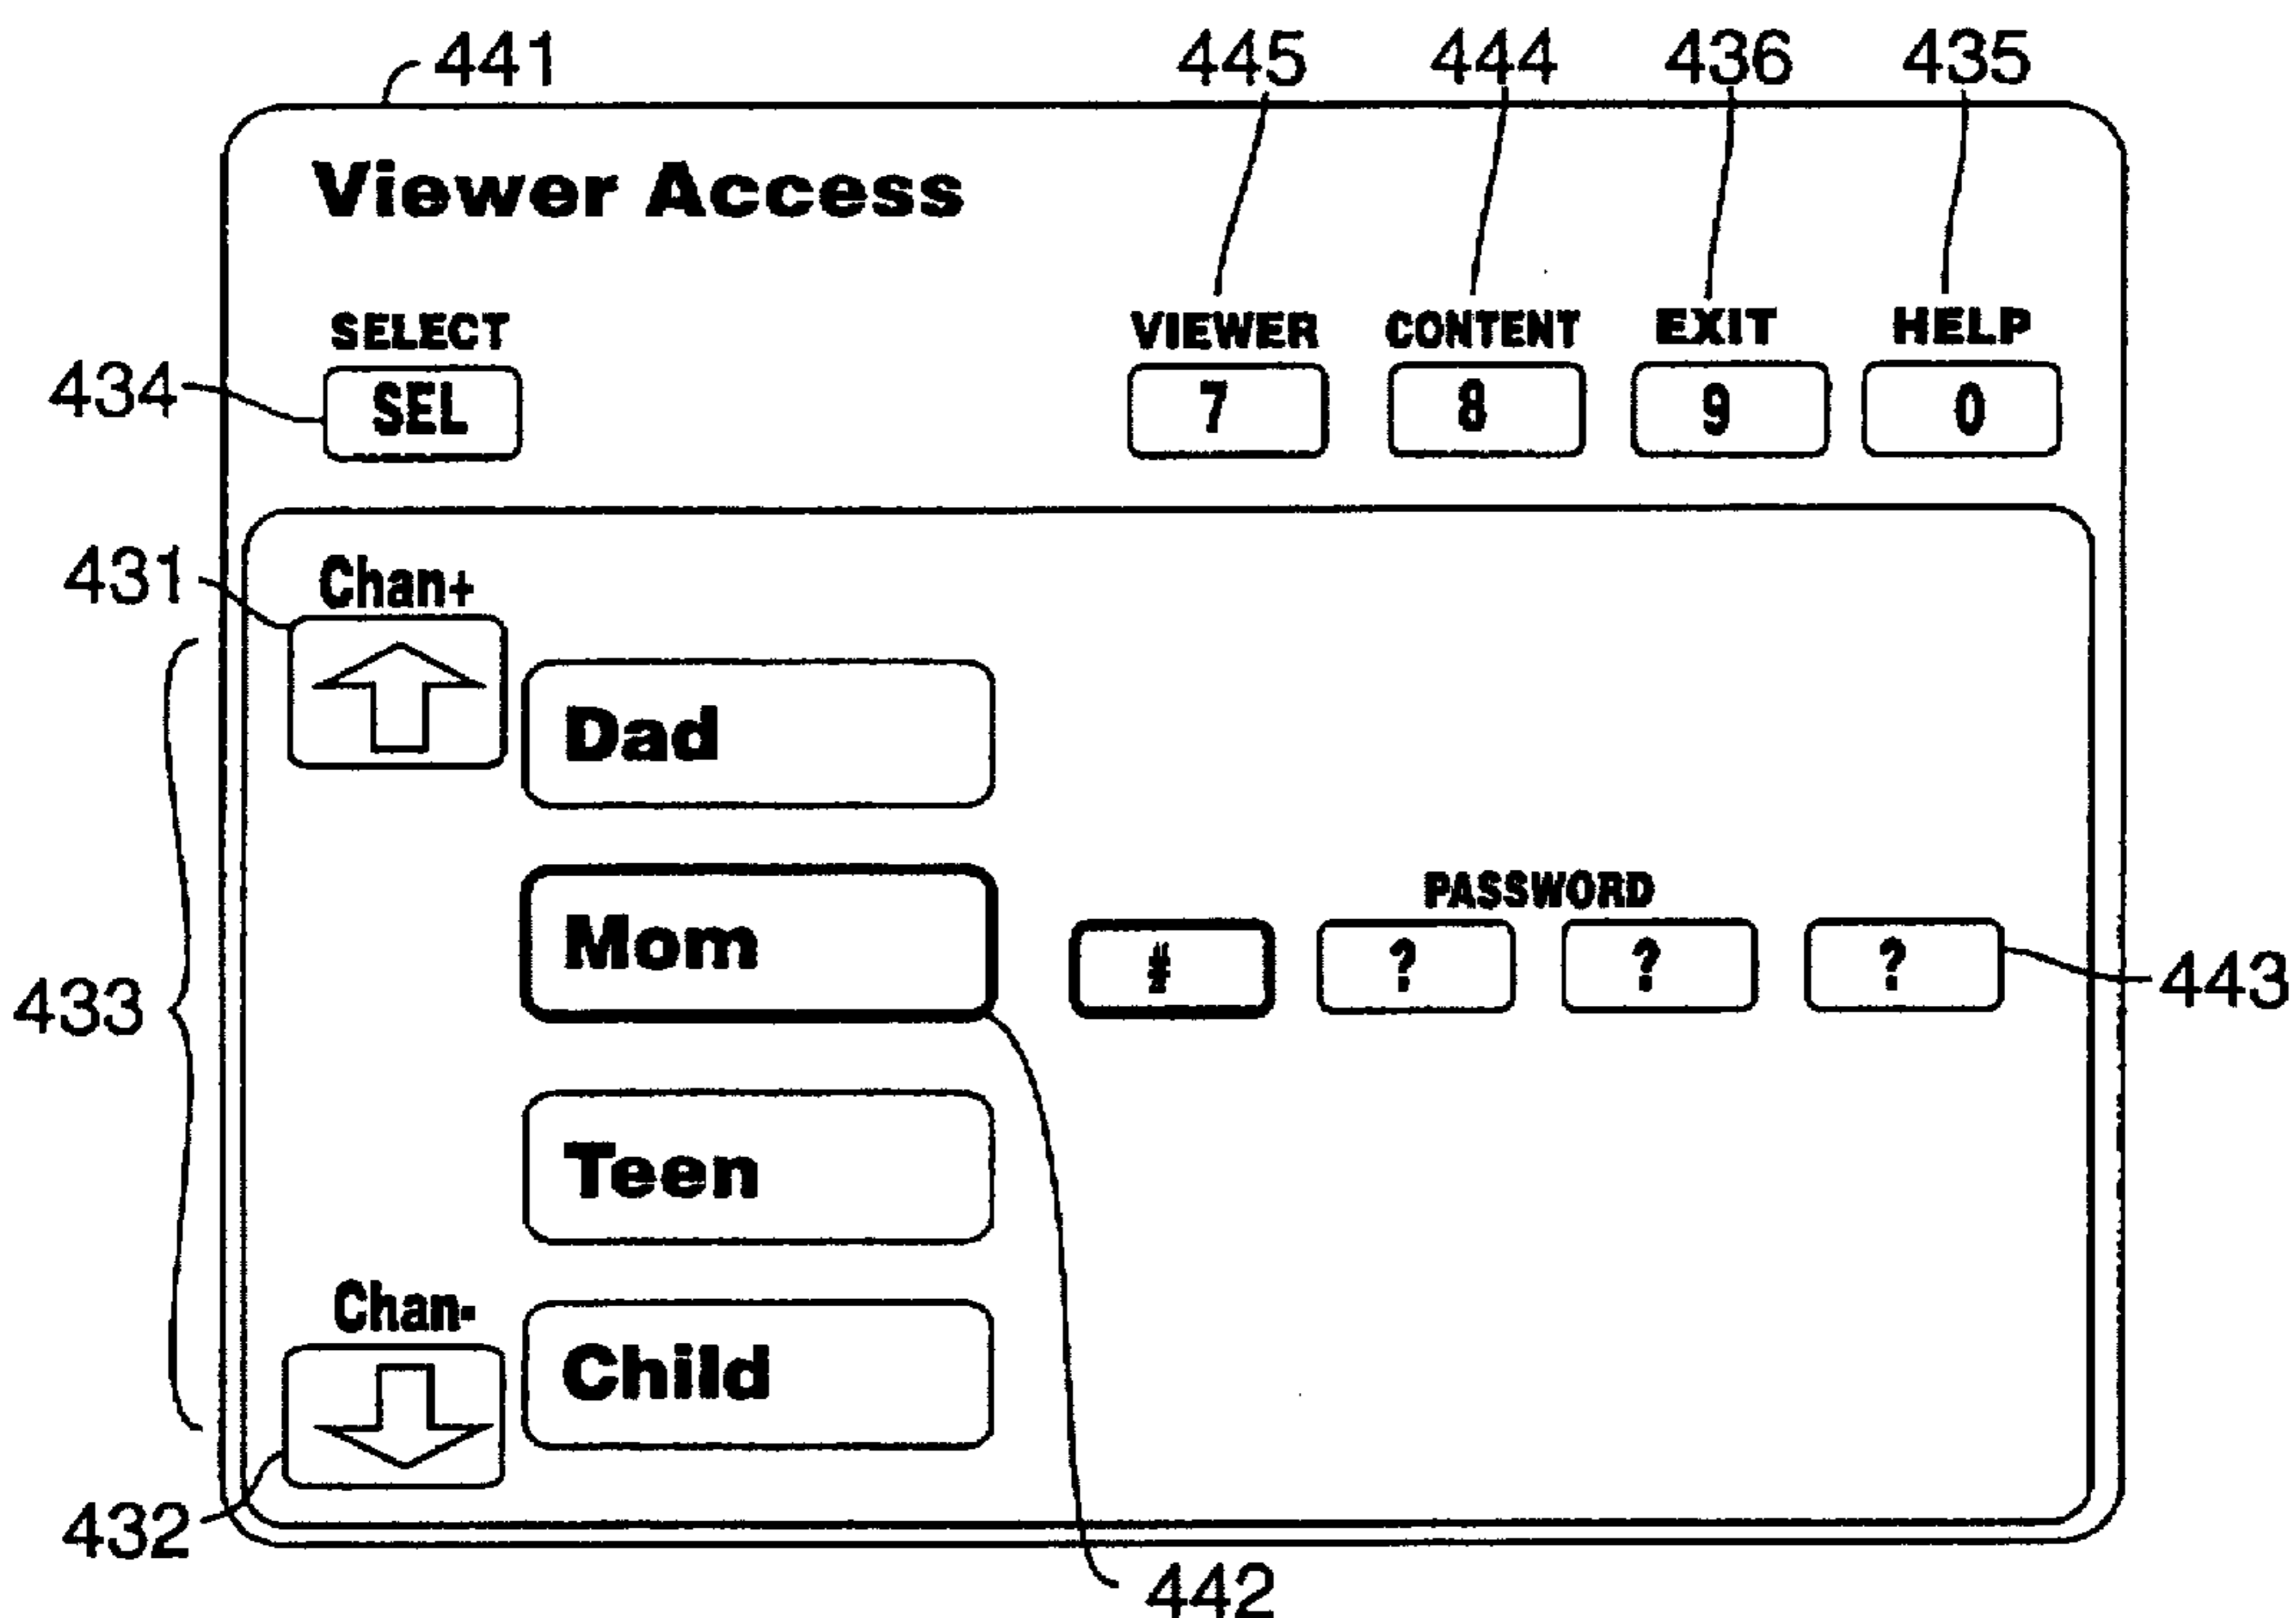 441 445 444 436 435
Viewer Access
SELECT VIEWER CONTENT EXIT HELP
434 SEL 7 8 9 0
431 Chan+
Dad
PASSWORD
433 Mom # ? ? ? 443
Teen
Chan-
Child
432
442